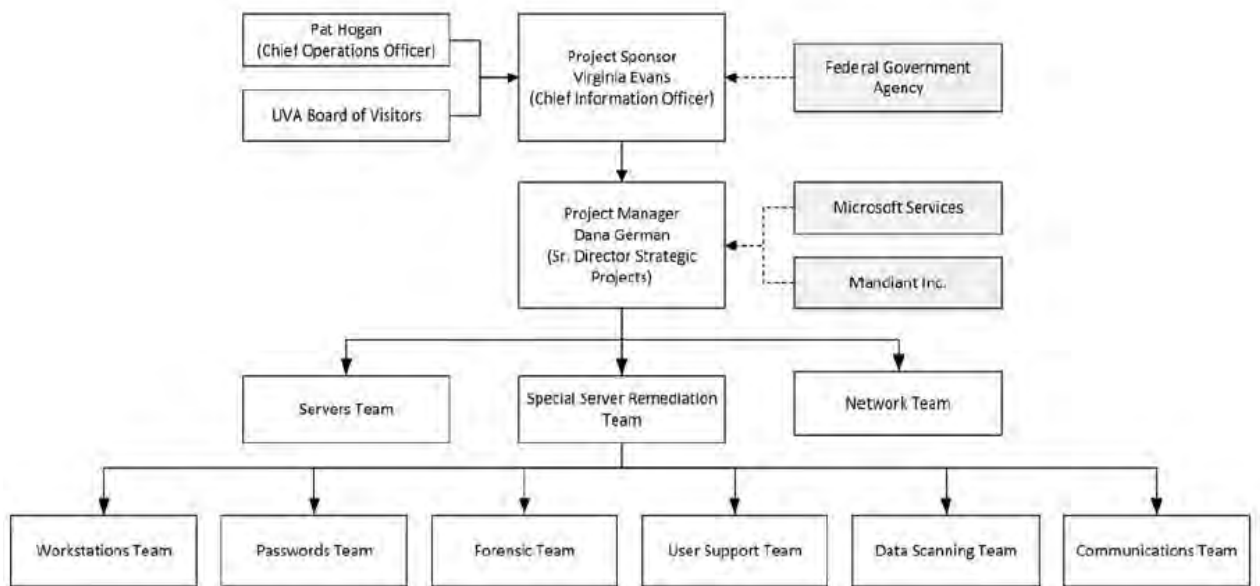 Pat Hogan
(Chief Operations Officer)
UVA Board of Visitors
Project Sponsor
Virginia Evans
(Chief Information Officer)
Federal Government
Agency
Project Manager
Dana German
(Sr. Director Strategic
Projects)
Microsoft Services
Mandiant Inc.
Servers Team
Special Server Remediation
Team
Network Team
Workstations Team
Passwords Team
Forensic Team
User Support Team
Data Scanning Team
Communications Team